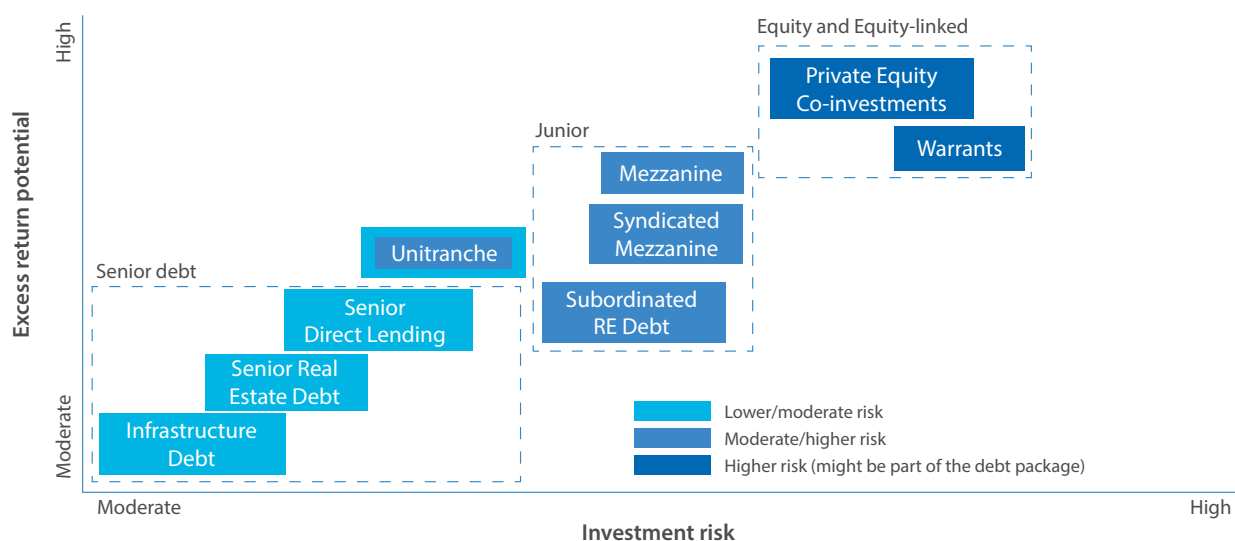 Equity and Equity-linked
High
Private Equity
Co-investments
Junior
Warrants
Mezzanine
Excess return potential
Syndicated
Mezzanine
Unitranche
Senior debt
Senior
Direct Lending
Subordinated
RE Debt
Senior Real
Estate Debt
Moderate
Infrastructure
Debt
Lower/moderate risk
Moderate/higher risk
Higher risk (might be part of the debt package)
Moderate
High
Investment risk